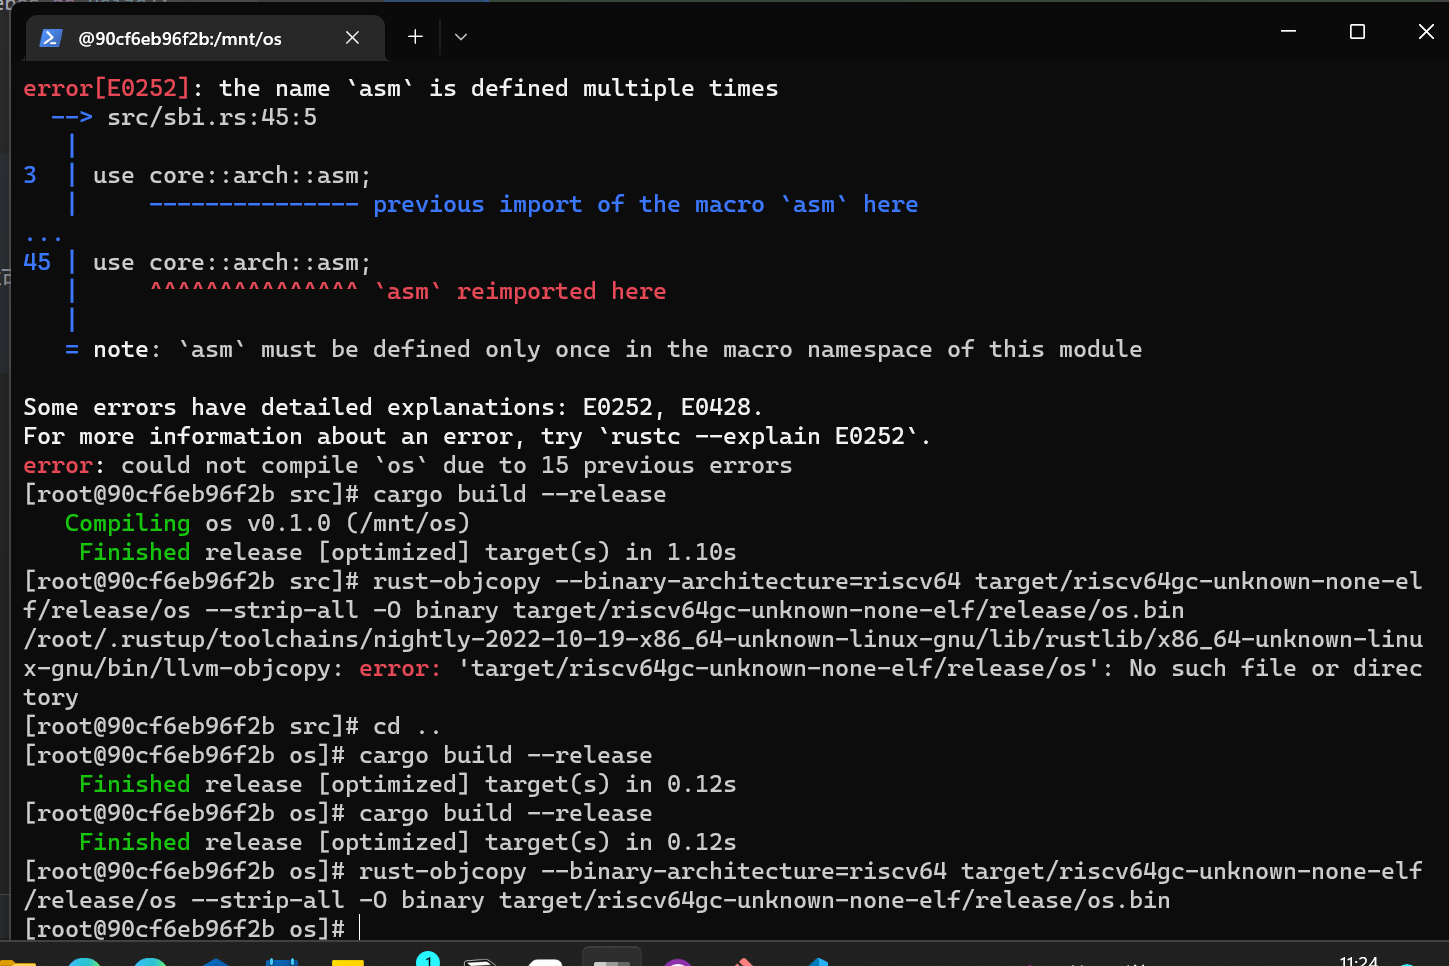 @90cf6eb96f2b:/mnt/os
error[E0252]: the name `asm` is defined multiple times
  --> src/sbi.rs:45:5
   |
3  | use core::arch::asm;
   |     --------------- previous import of the macro `asm` here
...
45 | use core::arch::asm;
   |     ^^^^^^^^^^^^^^^ `asm` reimported here
   |
   = note: `asm` must be defined only once in the macro namespace of this module
Some errors have detailed explanations: E0252, E0428.
For more information about an error, try `rustc --explain E0252`.
error: could not compile `os` due to 15 previous errors
[root@90cf6eb96f2b src]# cargo build --release
   Compiling os v0.1.0 (/mnt/os)
    Finished release [optimized] target(s) in 1.10s
[root@90cf6eb96f2b src]# rust-objcopy --binary-architecture=riscv64 target/riscv64gc-unknown-none-el
f/release/os --strip-all -O binary target/riscv64gc-unknown-none-elf/release/os.bin
/root/.rustup/toolchains/nightly-2022-10-19-x86_64-unknown-linux-gnu/lib/rustlib/x86_64-unknown-linu
x-gnu/bin/llvm-objcopy: error: 'target/riscv64gc-unknown-none-elf/release/os': No such file or direc
tory
[root@90cf6eb96f2b src]# cd ..
[root@90cf6eb96f2b os]# cargo build --release
    Finished release [optimized] target(s) in 0.12s
[root@90cf6eb96f2b os]# cargo build --release
    Finished release [optimized] target(s) in 0.12s
[root@90cf6eb96f2b os]# rust-objcopy --binary-architecture=riscv64 target/riscv64gc-unknown-none-elf
/release/os --strip-all -O binary target/riscv64gc-unknown-none-elf/release/os.bin
[root@90cf6eb96f2b os]#
1
11:24